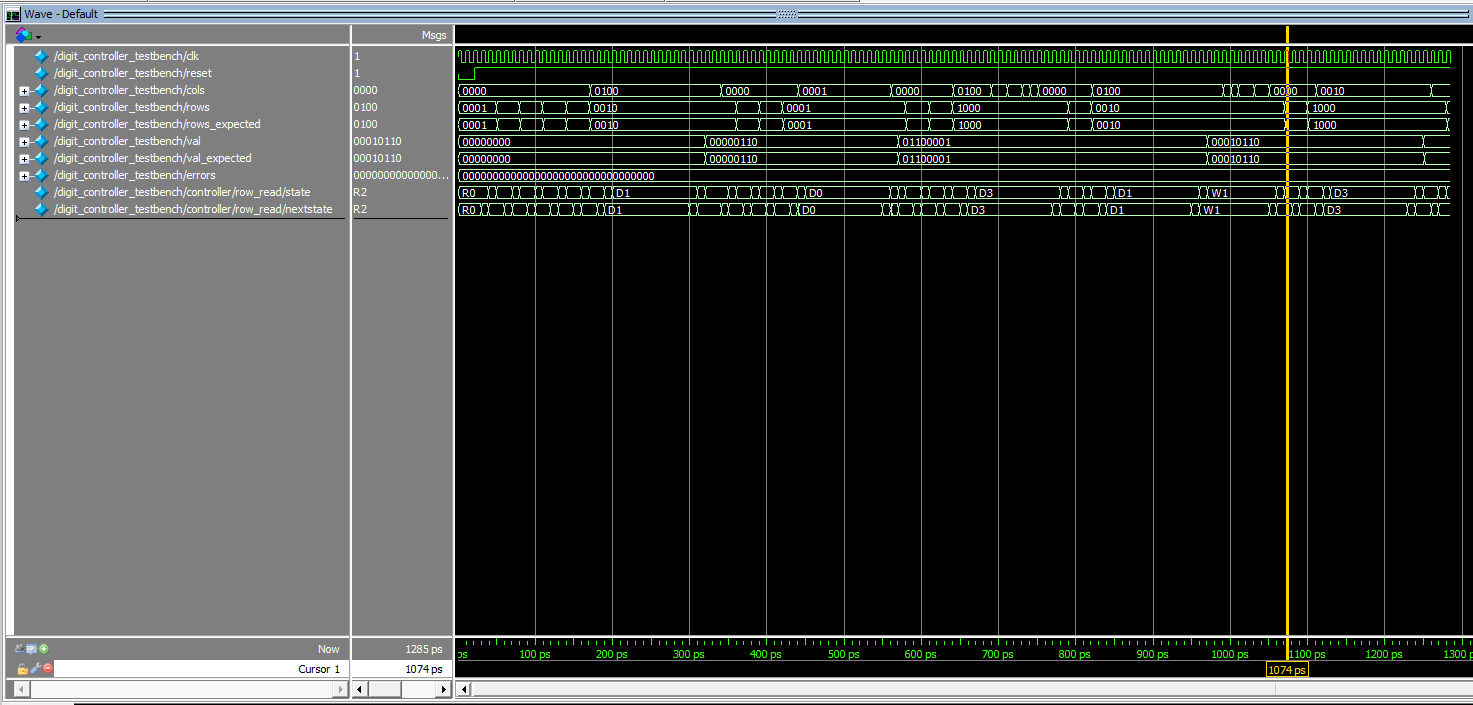 Wave - Default
Msgs
/digit_controller_testbench/clk 1
/digit_controller_testbench/reset 1
/digit_controller_testbench/cols 0000 0000 0100 0000 0001 0000 0100 0000 0100 0000 0010
/digit_controller_testbench/rows 0100 0001 0010 0001 1000 0010 1000
/digit_controller_testbench/rows_expected 0100 0001 0010 0001 1000 0010 1000
/digit_controller_testbench/val 00010110 00000000 00000110 01100001 00010110
/digit_controller_testbench/val_expected 00010110 00000000 00000110 01100001 00010110
/digit_controller_testbench/errors 00000000000000... 00000000000000000000000000000000
/digit_controller_testbench/controller/row_read/state R2 R0 D1 D0 D3 D1 W1 D3
/digit_controller_testbench/controller/row_read/nextstate R2 R0 D1 D0 D3 D1 W1 D3
Now 1285 ps ps 100 ps 200 ps 300 ps 400 ps 500 ps 600 ps 700 ps 800 ps 900 ps 1000 ps 1100 ps 1200 ps 1300 p
Cursor 1 1074 ps 1074 ps